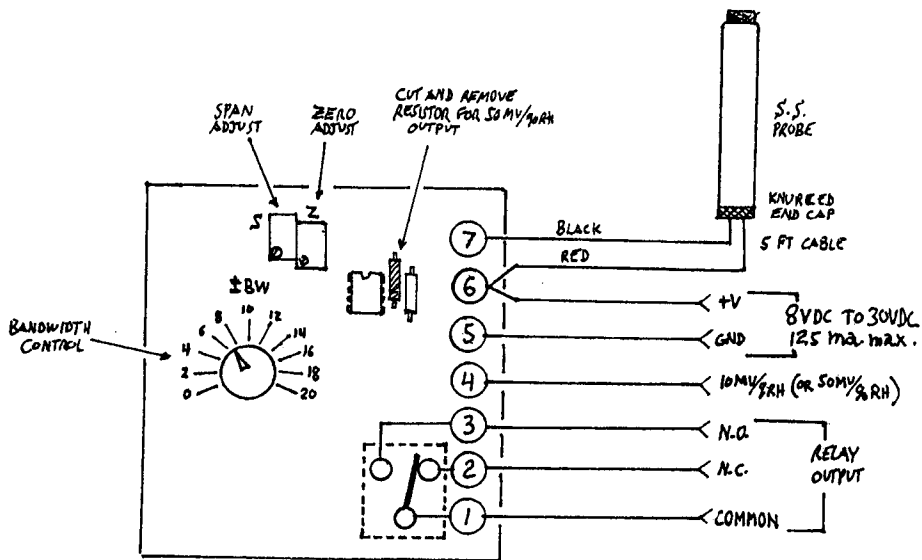 CUT AND REMOVE
RESISTOR FOR 50MV/%RH
OUTPUT
SPAN
ADJUST
ZERO
ADJUST
S.S.
PROBE
KNURLED
END CAP
5 FT CABLE
S
Z
7
BLACK
RED
6
+V
8VDC TO 30VDC.
125 ma. max.
5
GND
±BW
10
8
12
6
14
4
16
2
18
0
20
BANDWIDTH
CONTROL
4
10MV/%RH (OR 50MV/%RH)
3
N.O.
2
N.C.
RELAY
OUTPUT
1
COMMON